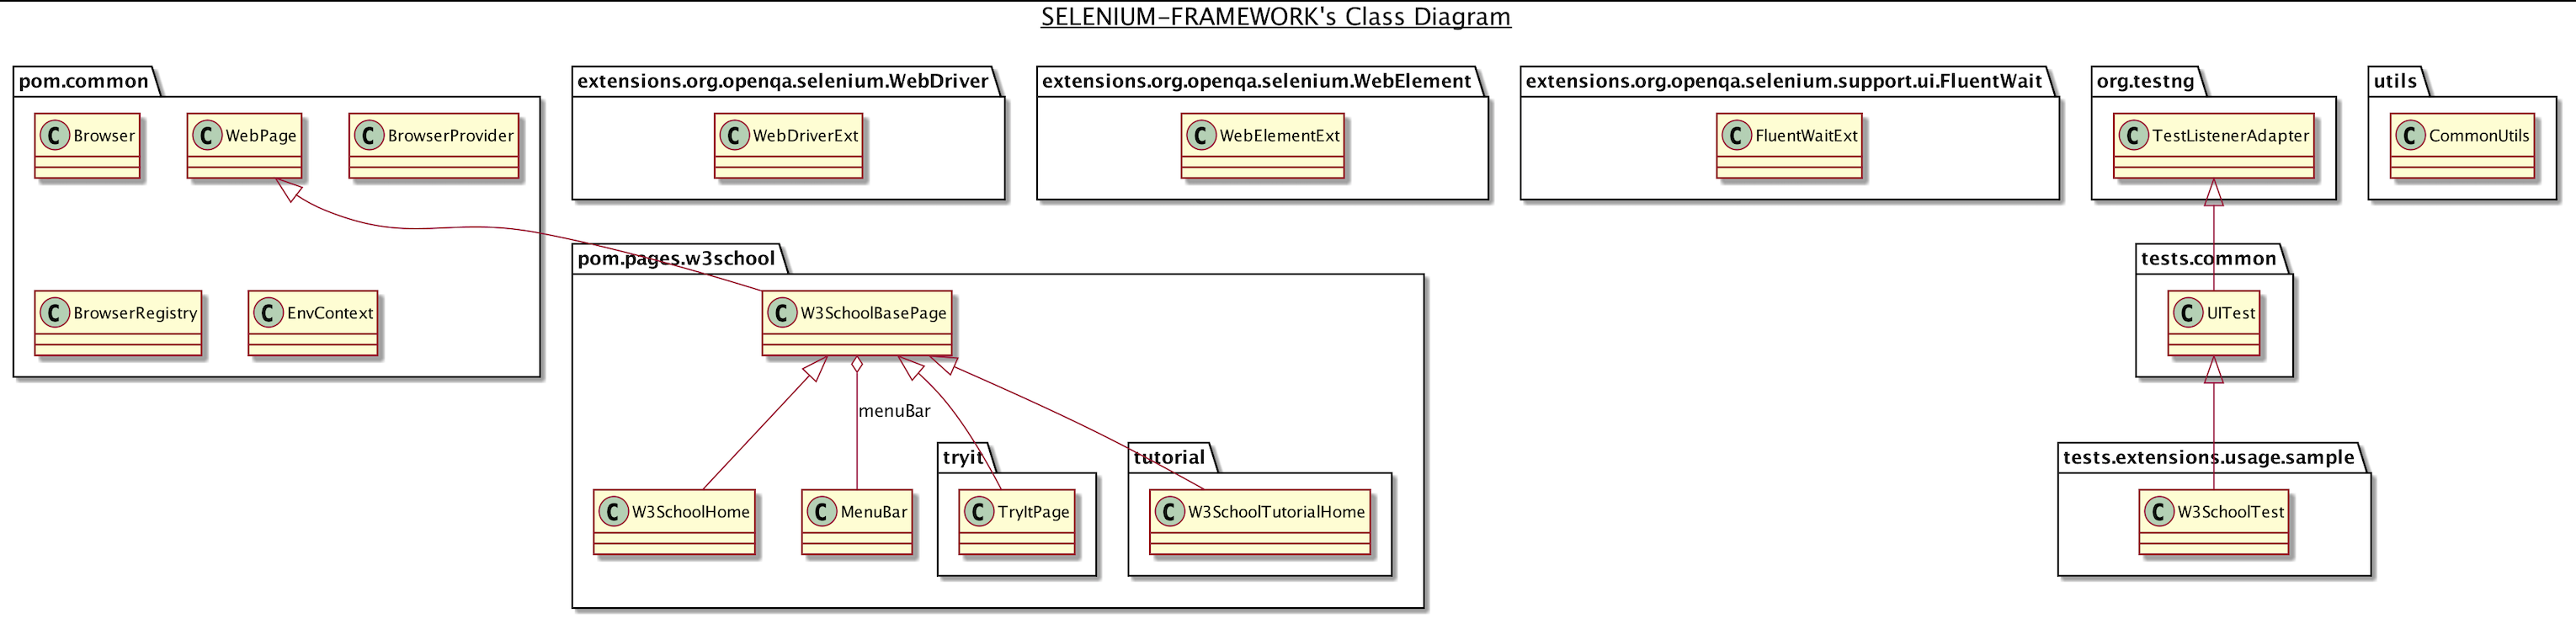 SELENIUM-FRAMEWORK's Class Diagram
pom.common
extensions.org.openqa.selenium.WebDriver
extensions.org.openqa.selenium.WebElement
extensions.org.openqa.selenium.support.ui.FluentWait
org.testng
utils
C Browser
C WebPage
C BrowserProvider
C WebDriverExt
C WebElementExt
C FluentWaitExt
C TestListenerAdapter
C CommonUtils
pom.pages.w3school
tests.common
C BrowserRegistry
C EnvContext
C W3SchoolBasePage
C UITest
menuBar
tryit
tutorial
tests.extensions.usage.sample
C W3SchoolHome
C MenuBar
C TryItPage
C W3SchoolTutorialHome
C W3SchoolTest